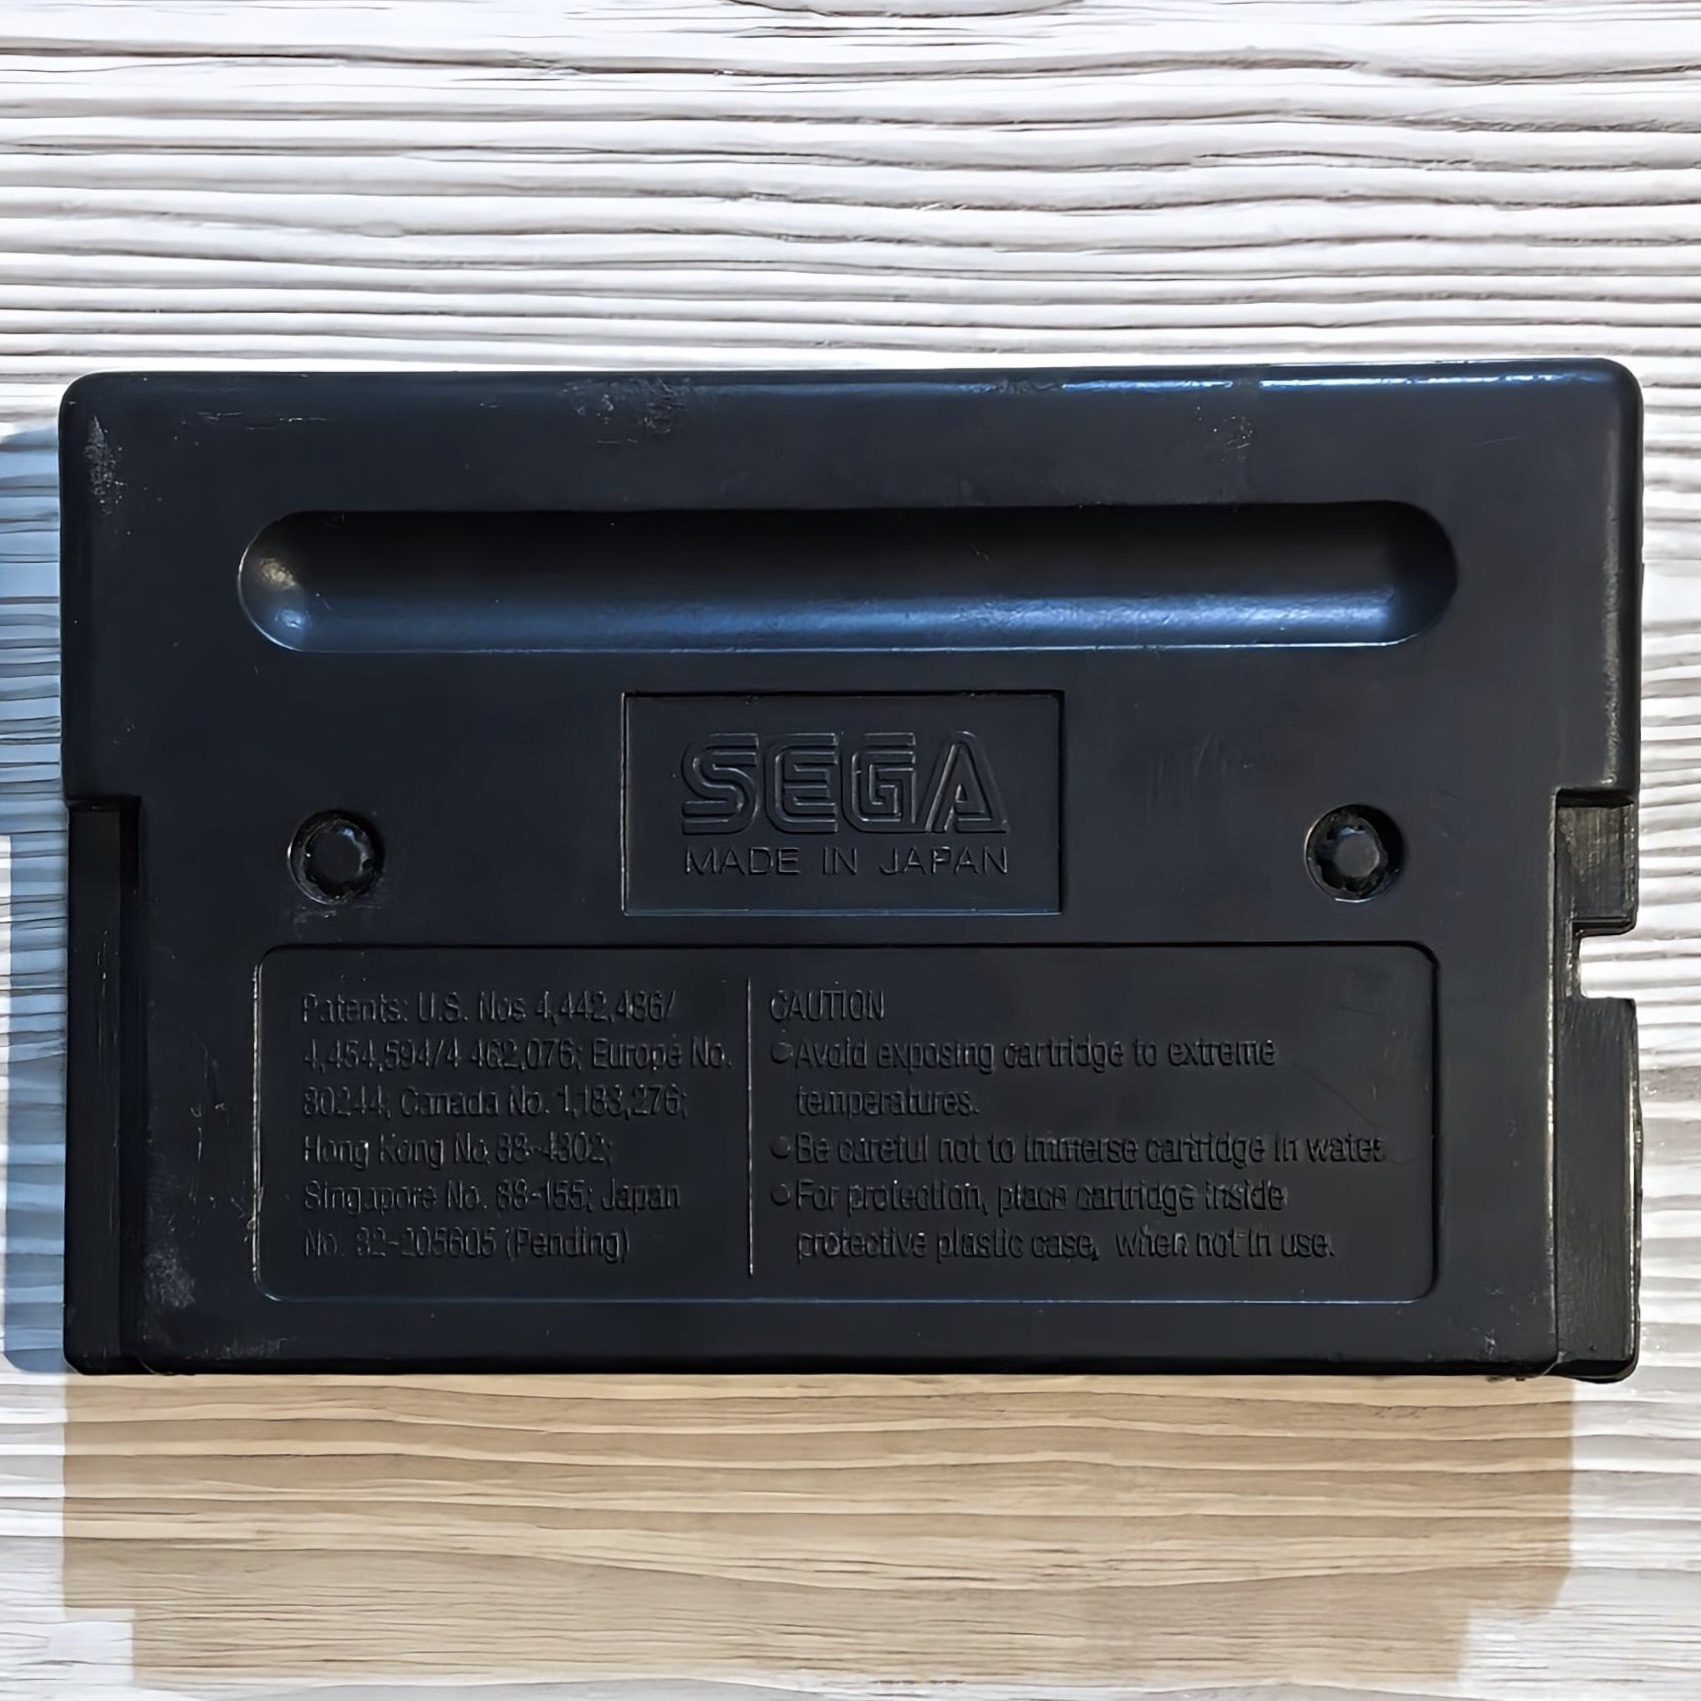 SEGA
MADE IN JAPAN
Patents: U.S. Nos 4,442,486/
4,454,594/4 462,076; Europe No.
80244, Canada No. 1,183,276;
Hong Kong No 88-4302;
Singapore No. 88-155; Japan
No. 82-205605 (Pending)
CAUTION
Avoid exposing cartridge to extreme
temperatures.
Be careful not to immerse cartridge in water
For protection, place cartridge inside
protective plastic case, when not in use.